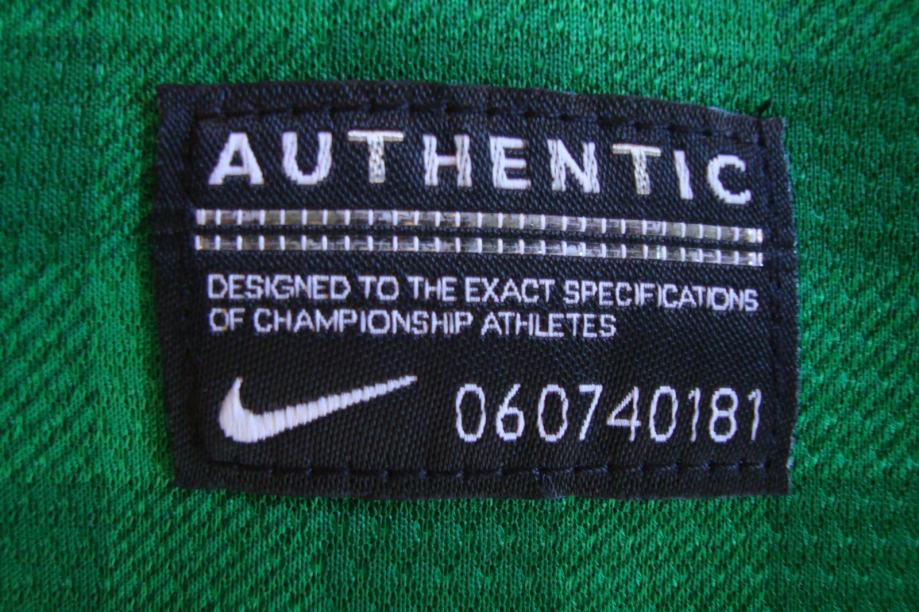 AUTHENTIC
DESIGNED TO THE EXACT SPECIFICATIONS
OF CHAMPIONSHIP ATHLETES
060740181